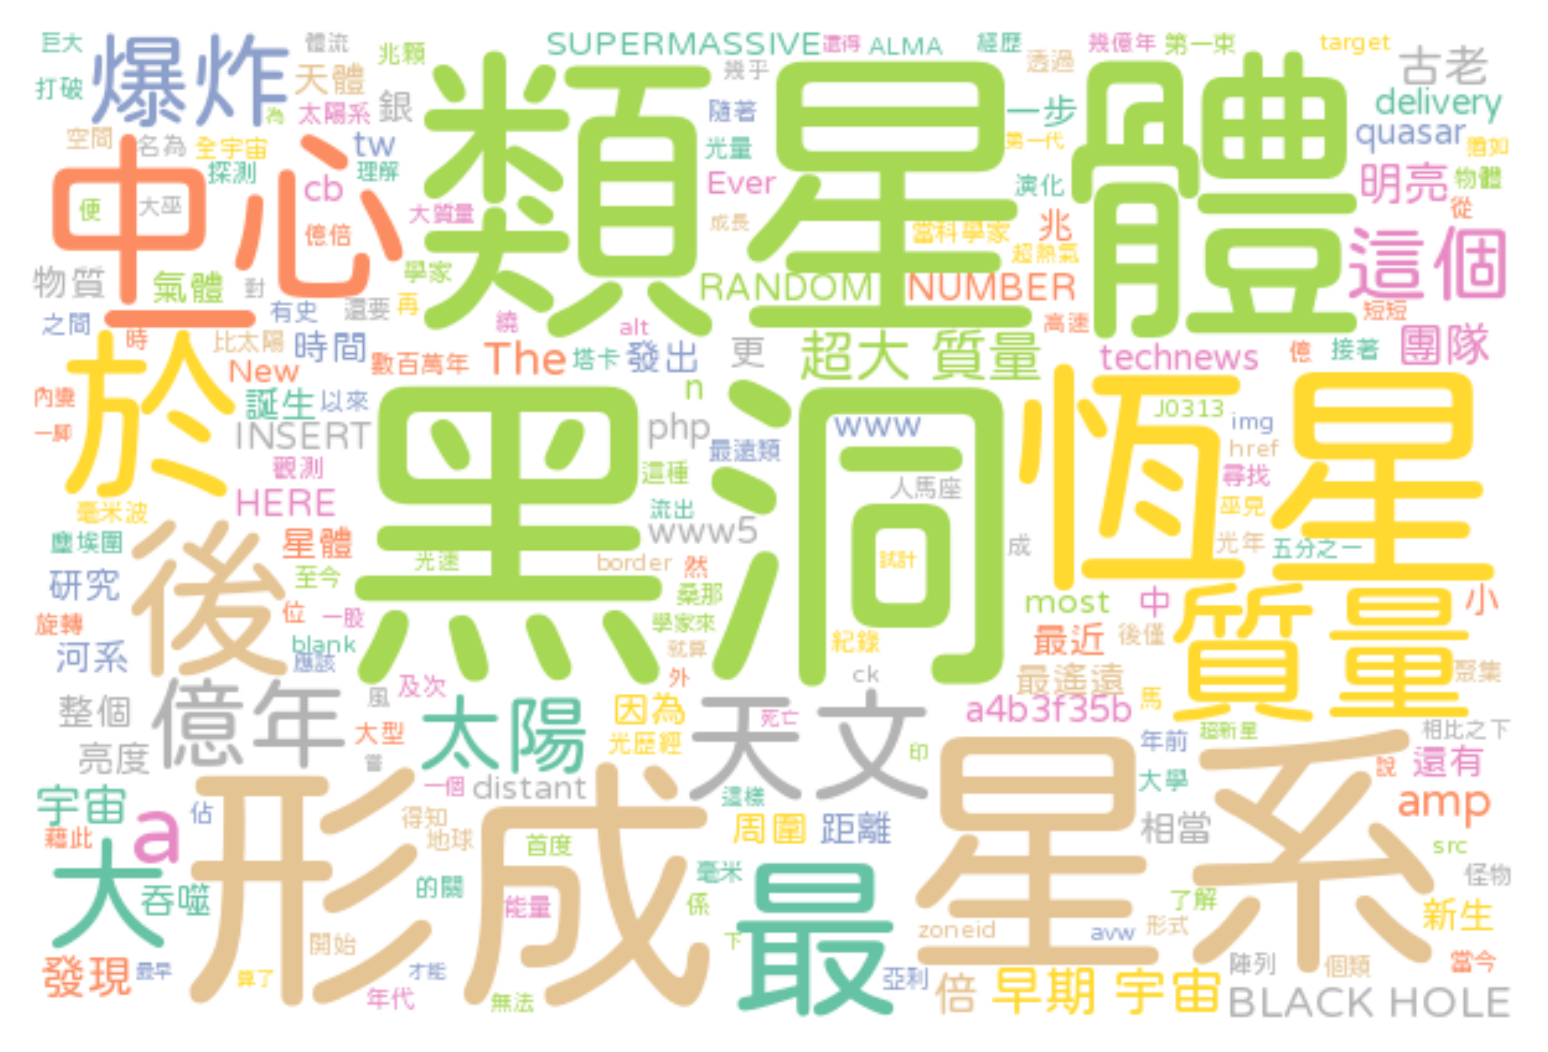 巨大 爆炸 體流 兆顆 SUPERMASSIVE 還得 ALMA 經歷 幾億年 第一束 target 古老
打破 天體 銀 幾乎 透過 delivery
為 太陽系 類星體 隨著 一步 quasar 猶如
空間 名為 全宇宙 tw 光量 第一代
中心 探測 cb 理解 Ever 演化 明亮 物體
便 大巫 大質量 成長 從
億倍 當科學家 兆 這個
物質 氣體 對 學家 超熱氣
有史 還要 再 RANDOM NUMBER 短短
之間 時 比太陽 時間 繞 alt 高速 團隊
數百萬年 The 塔卡 發出 更 超大 質量 technews 億 接著
於 New
內變 誕生 以來 n J0313 img
一腳 INSERT 黑洞 php www 恆星 href
觀測 最遠類 尋找
毫米波 HERE 這種 人馬座 巫見
塵埃圍 後 星體 流出 www5 成 光年 五分之一
研究 至今 光速 border 然 試計
旋轉 位 一股 桑那 most 中 質量 小
河系 blank 學家來 紀錄 最近 後僅
應該 就算 ck 聚集
整個 億年 風 及次 外 最遙遠
太陽 因為 天文 死亡 a4b3f35b 馬 超新星 相比之下
亮度 大型 光歷經 印 年前
嘗 一個 distant 這樣 星系 大學 說 還有
宇宙 a 佔 形成 得知 周圍 距離 相當 amp
藉此 地球 首度 src
大 吞噬 的關 能量 毫米 最 怪物
係 了解 新生
開始 下 zoneid avw 形式
發現 最早 算了 才能 亞利 陣列 個類 當今
年代 無法 倍 早期 宇宙 BLACK HOLE